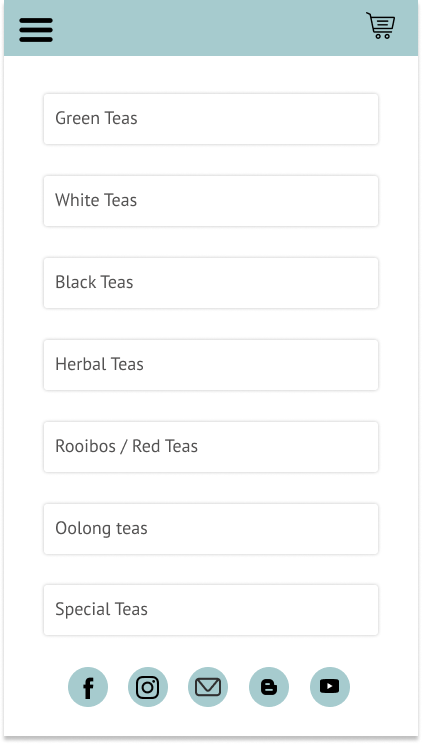 Green Teas
White Teas
Black Teas
Herbal Teas
Rooibos / Red Teas
Oolong teas
Special Teas